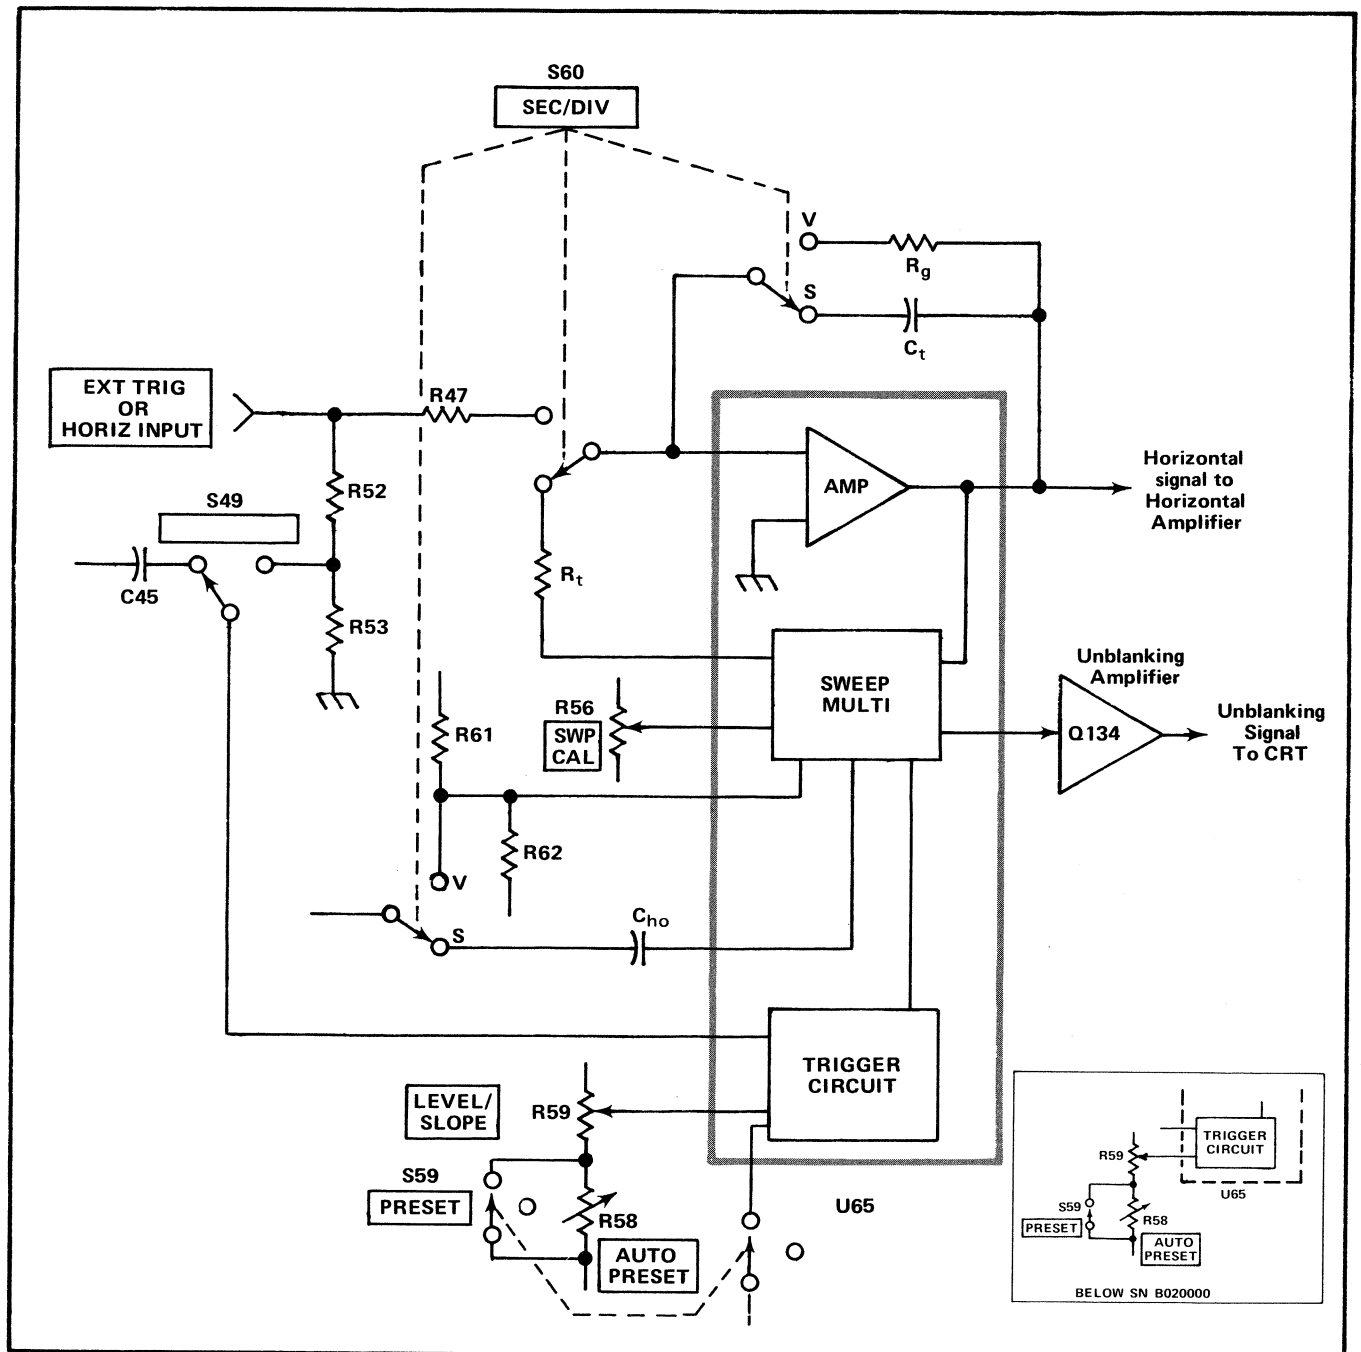 S60
SEC/DIV
V
Rg
S
Ct
EXT TRIG
OR
HORIZ INPUT
R47
AMP
Horizontal
signal to
Horizontal
Amplifier
R52
S49
C45
Rt
R53
SWEEP
MULTI
Unblanking
Amplifier
Q134
Unblanking
Signal
To CRT
R61
R56
SWP
CAL
R62
V
S
Cho
TRIGGER
CIRCUIT
LEVEL/
SLOPE
R59
S59
PRESET
R58
AUTO
PRESET
U65
TRIGGER
CIRCUIT
R59
U65
S59
PRESET
R58
AUTO
PRESET
BELOW SN B020000